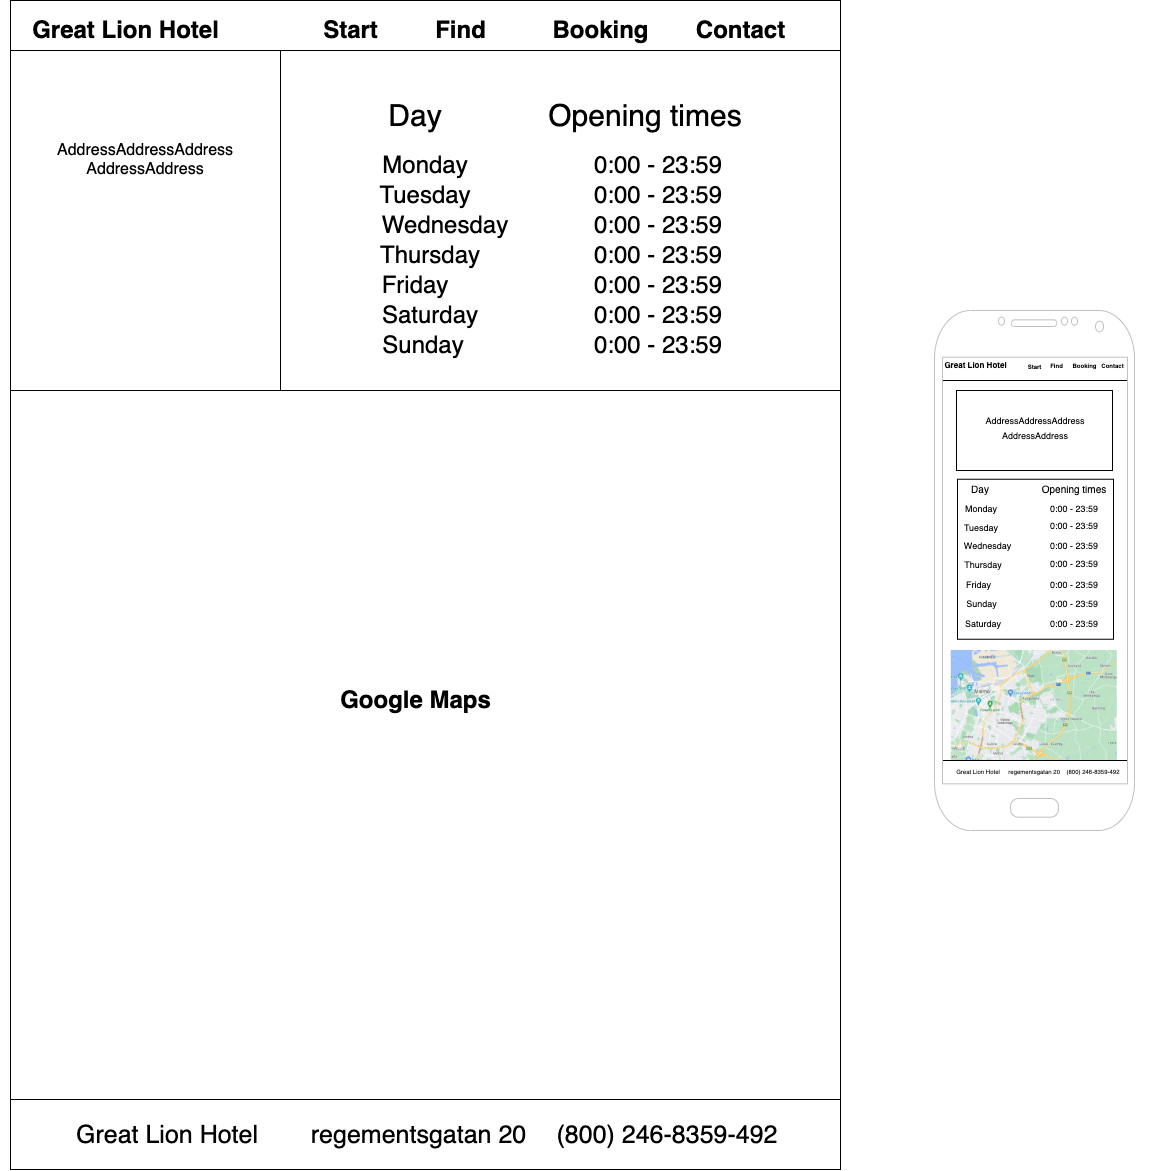 Great Lion Hotel Start Find Booking Contact
AddressAddressAddress
AddressAddress
Day Opening times
Monday 0:00 - 23:59
Tuesday 0:00 - 23:59
Wednesday 0:00 - 23:59
Thursday 0:00 - 23:59
Friday 0:00 - 23:59
Saturday 0:00 - 23:59
Sunday 0:00 - 23:59
Google Maps
Great Lion Hotel regementsgatan 20 (800) 246-8359-492
Great Lion Hotel Start Find Booking Contact
AddressAddressAddress
AddressAddress
Day Opening times
Monday 0:00 - 23:59
Tuesday 0:00 - 23:59
Wednesday 0:00 - 23:59
Thursday 0:00 - 23:59
Friday 0:00 - 23:59
Sunday 0:00 - 23:59
Saturday 0:00 - 23:59
Malmö
Great Lion Hotel regementsgatan 20 (800) 246-8359-492